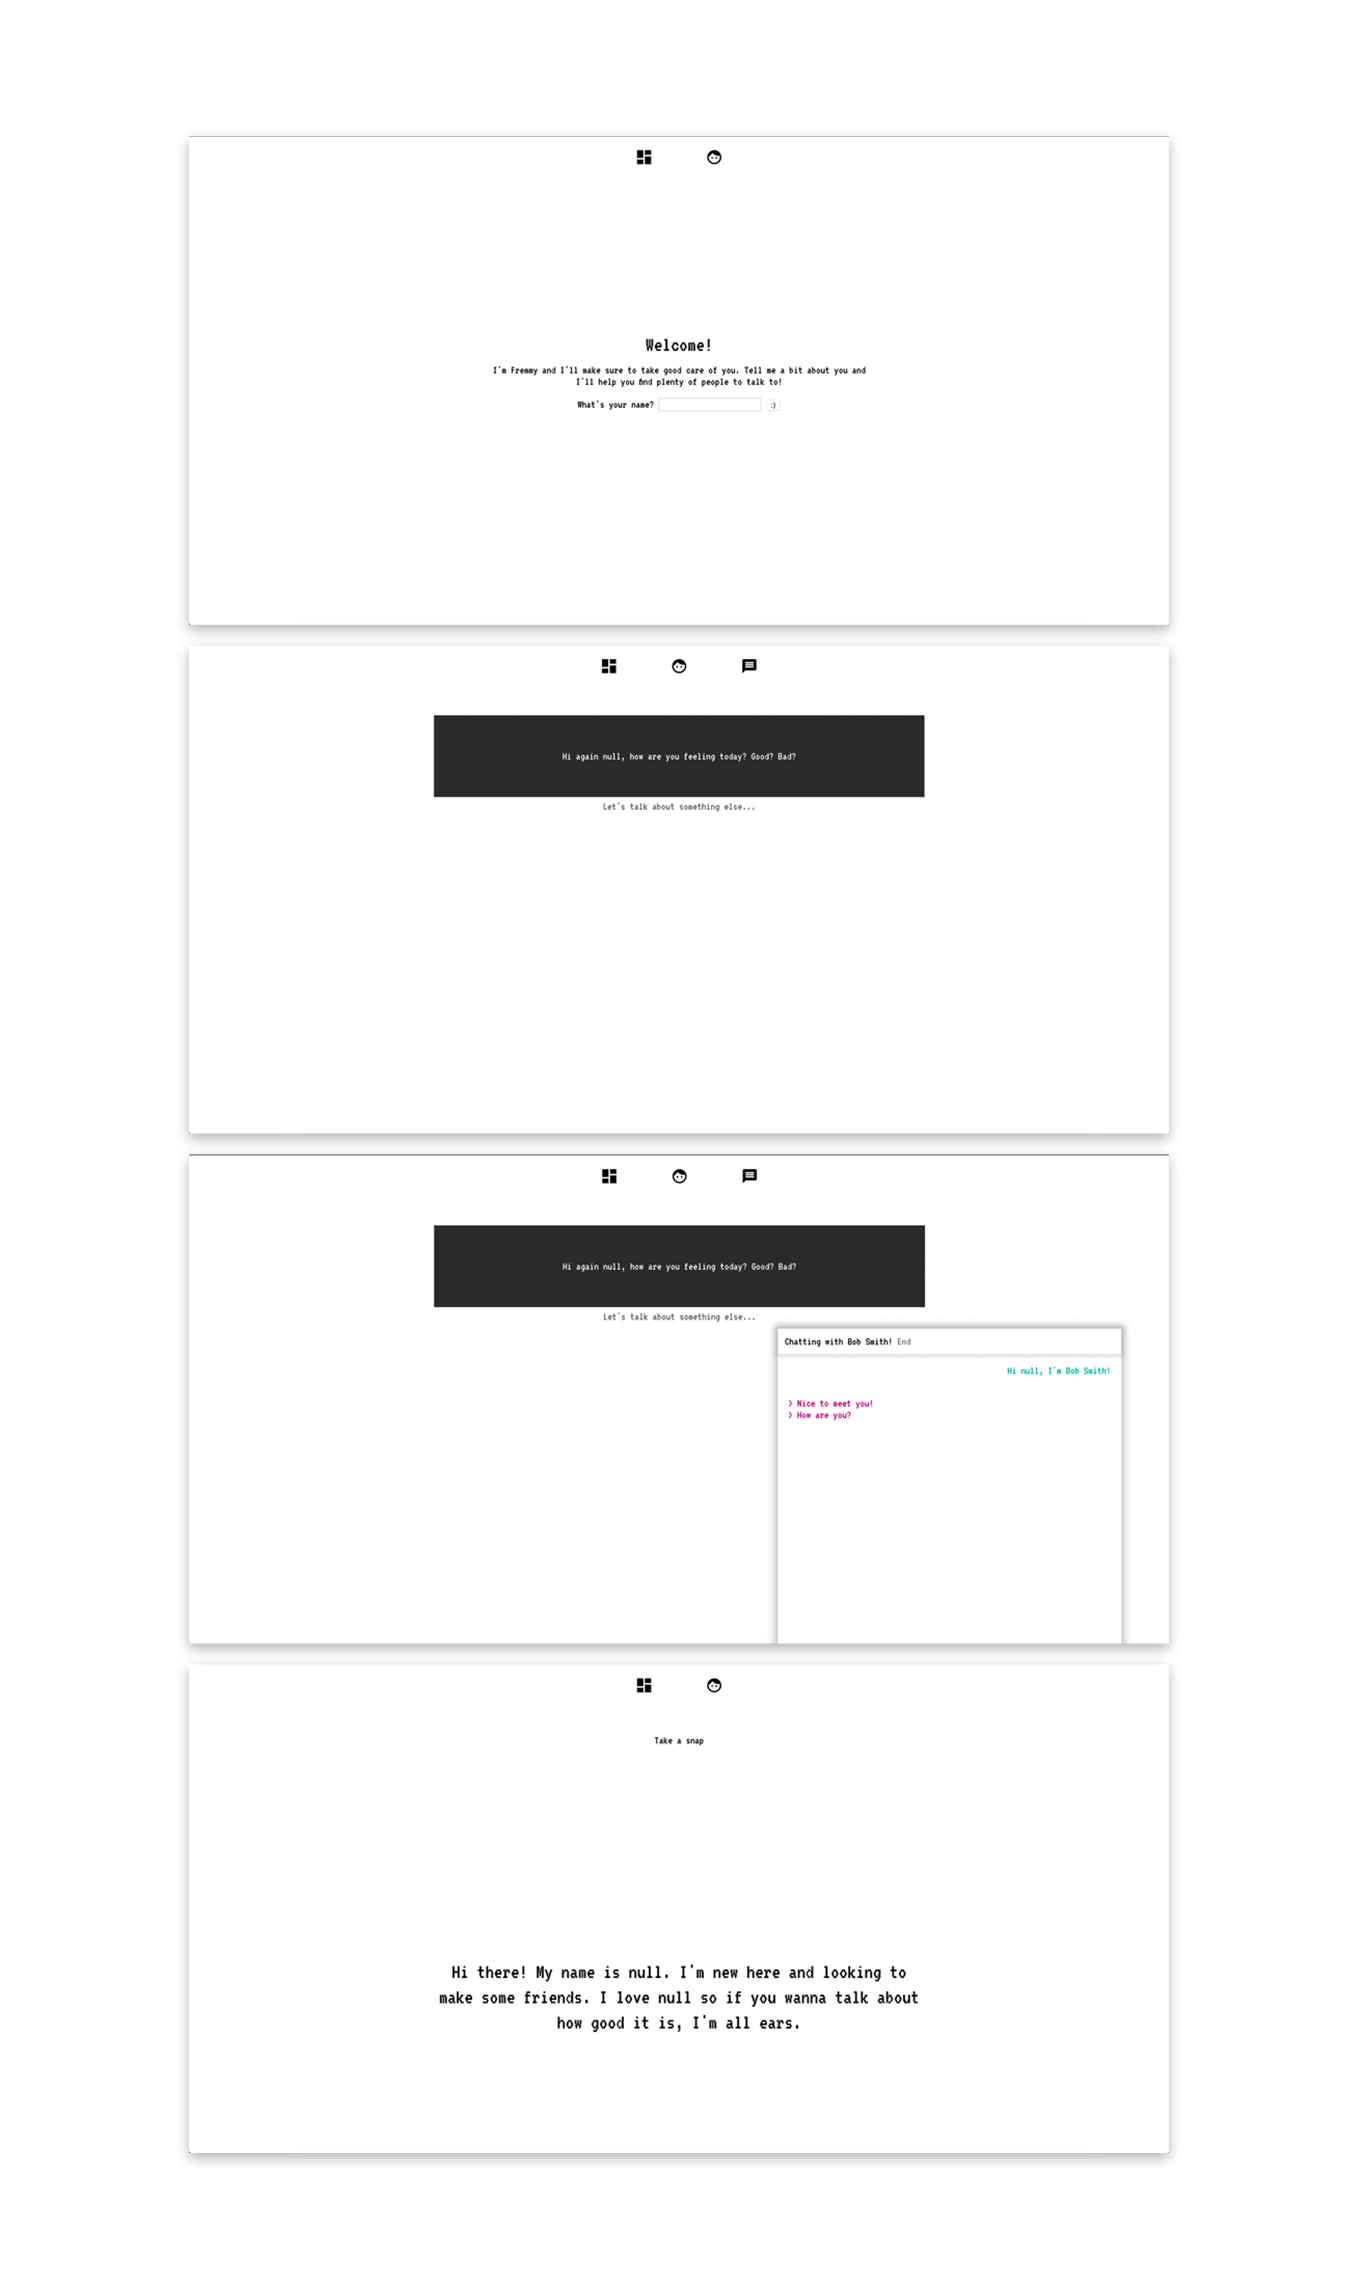 Welcome!
I'm Fremmy and I'll make sure to take good care of you. Tell me a bit about you and
I'll help you find plenty of people to talk to!
What's your name? :)
Hi again null, how are you feeling today? Good? Bad?
Let's talk about something else...
Hi again null, how are you feeling today? Good? Bad?
Let's talk about something else...
Chatting with Bob Smith! End
Hi null, I'm Bob Smith!
> Nice to meet you!
> How are you?
Take a snap
Hi there! My name is null. I'm new here and looking to
make some friends. I love null so if you wanna talk about
how good it is, I'm all ears.